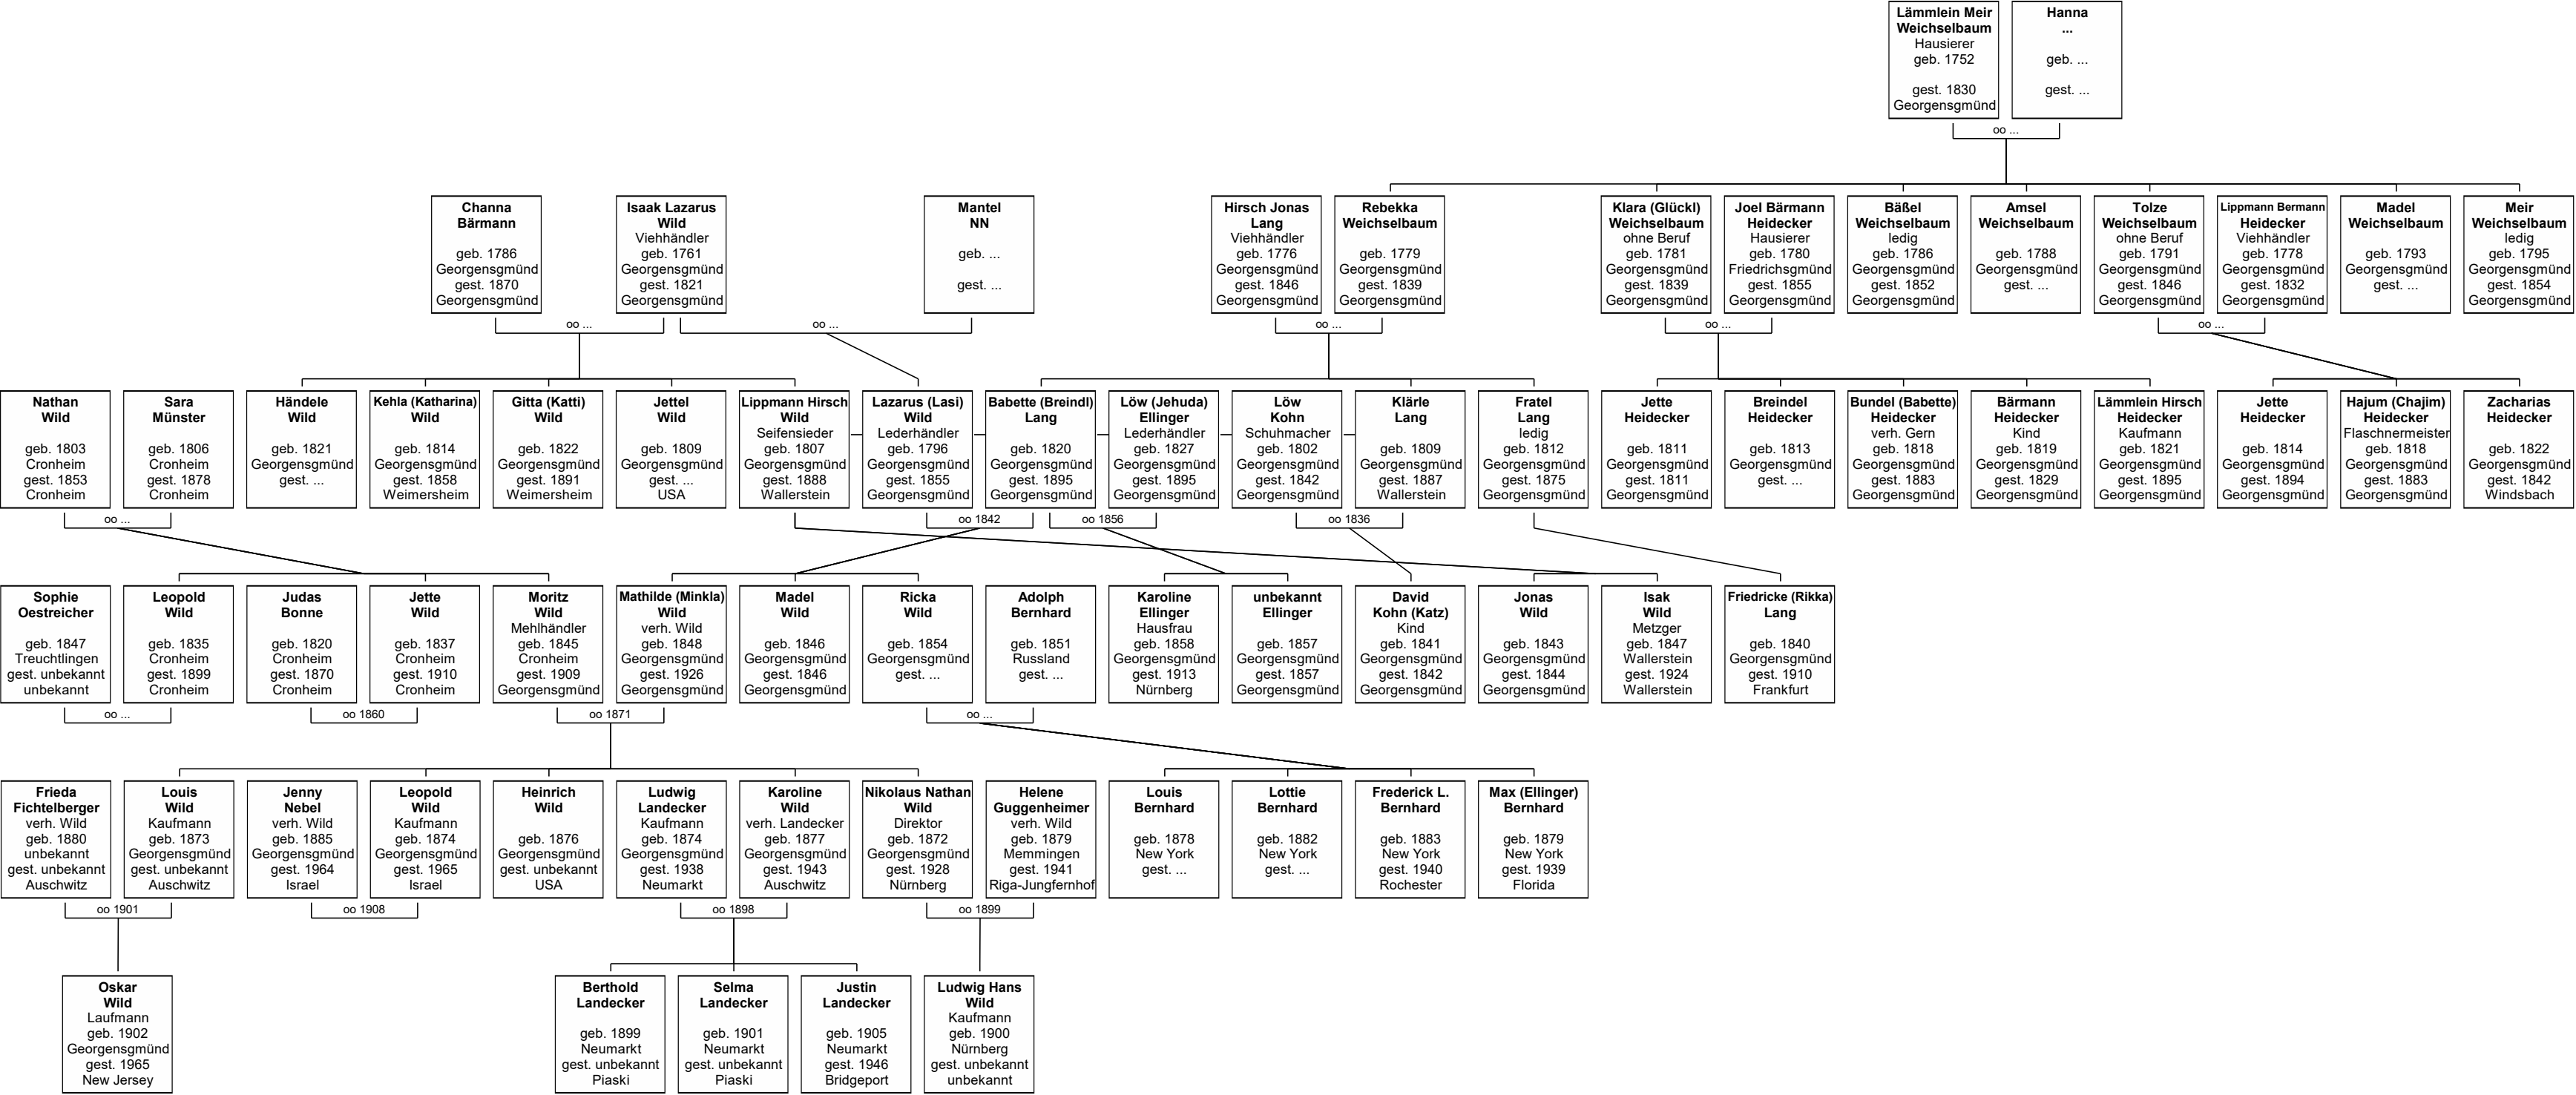 Lämmlein Meir
Weichselbaum
Hausierer
geb. 1752
gest. 1830
Georgensgmünd
Hanna
...
geb. ...
gest. ...
oo ...
Channa
Bärmann
geb. 1786
Georgensgmünd
gest. 1870
Georgensgmünd
Isaak Lazarus
Wild
Viehhändler
geb. 1761
Georgensgmünd
gest. 1821
Georgensgmünd
Mantel
NN
geb. ...
gest. ...
Hirsch Jonas
Lang
Viehhändler
geb. 1776
Georgensgmünd
gest. 1846
Georgensgmünd
Rebekka
Weichselbaum
geb. 1779
Georgensgmünd
gest. 1839
Georgensgmünd
Klara (Glückl)
Weichselbaum
ohne Beruf
geb. 1781
Georgensgmünd
gest. 1839
Georgensgmünd
Joel Bärmann
Heidecker
Hausierer
geb. 1780
Friedrichsgmünd
gest. 1855
Georgensgmünd
Bäßel
Weichselbaum
ledig
geb. 1786
Georgensgmünd
gest. 1852
Georgensgmünd
Amsel
Weichselbaum
geb. 1788
Georgensgmünd
gest. ...
Tolze
Weichselbaum
ohne Beruf
geb. 1791
Georgensgmünd
gest. 1846
Georgensgmünd
Lippmann Bermann
Heidecker
Viehhändler
geb. 1778
Georgensgmünd
gest. 1832
Georgensgmünd
Madel
Weichselbaum
geb. 1793
Georgensgmünd
gest. ...
Meir
Weichselbaum
ledig
geb. 1795
Georgensgmünd
gest. 1854
Georgensgmünd
oo ...
oo ...
oo ...
oo ...
oo ...
Nathan
Wild
geb. 1803
Cronheim
gest. 1853
Cronheim
Sara
Münster
geb. 1806
Cronheim
gest. 1878
Cronheim
Händele
Wild
geb. 1821
Georgensgmünd
gest. ...
Kehla (Katharina)
Wild
geb. 1814
Georgensgmünd
gest. 1858
Weimersheim
Gitta (Katti)
Wild
geb. 1822
Georgensgmünd
gest. 1891
Weimersheim
Jettel
Wild
geb. 1809
Georgensgmünd
gest. ...
USA
Lippmann Hirsch
Wild
Seifensieder
geb. 1807
Georgensgmünd
gest. 1888
Wallerstein
Lazarus (Lasi)
Wild
Lederhändler
geb. 1796
Georgensgmünd
gest. 1855
Georgensgmünd
Babette (Breindl)
Lang
geb. 1820
Georgensgmünd
gest. 1895
Georgensgmünd
Löw (Jehuda)
Ellinger
Lederhändler
geb. 1827
Georgensgmünd
gest. 1895
Georgensgmünd
Löw
Kohn
Schuhmacher
geb. 1802
Georgensgmünd
gest. 1842
Georgensgmünd
Klärle
Lang
geb. 1809
Georgensgmünd
gest. 1887
Wallerstein
Fratel
Lang
ledig
geb. 1812
Georgensgmünd
gest. 1875
Georgensgmünd
Jette
Heidecker
geb. 1811
Georgensgmünd
gest. 1811
Georgensgmünd
Breindel
Heidecker
geb. 1813
Georgensgmünd
gest. ...
Bundel (Babette)
Heidecker
verh. Gern
geb. 1818
Georgensgmünd
gest. 1883
Georgensgmünd
Bärmann
Heidecker
Kind
geb. 1819
Georgensgmünd
gest. 1829
Georgensgmünd
Lämmlein Hirsch
Heidecker
Kaufmann
geb. 1821
Georgensgmünd
gest. 1895
Georgensgmünd
Jette
Heidecker
geb. 1814
Georgensgmünd
gest. 1894
Georgensgmünd
Hajum (Chajim)
Heidecker
Flaschnermeister
geb. 1818
Georgensgmünd
gest. 1883
Georgensgmünd
Zacharias
Heidecker
geb. 1822
Georgensgmünd
gest. 1842
Windsbach
oo ...
oo 1842
oo 1856
oo 1836
Sophie
Oestreicher
geb. 1847
Treuchtlingen
gest. unbekannt
unbekannt
Leopold
Wild
geb. 1835
Cronheim
gest. 1899
Cronheim
Judas
Bonne
geb. 1820
Cronheim
gest. 1870
Cronheim
Jette
Wild
geb. 1837
Cronheim
gest. 1910
Cronheim
Moritz
Wild
Mehlhändler
geb. 1845
Cronheim
gest. 1909
Georgensgmünd
Mathilde (Minkla)
Wild
verh. Wild
geb. 1848
Georgensgmünd
gest. 1926
Georgensgmünd
Madel
Wild
geb. 1846
Georgensgmünd
gest. 1846
Georgensgmünd
Ricka
Wild
geb. 1854
Georgensgmünd
gest. ...
Adolph
Bernhard
geb. 1851
Russland
gest. ...
Karoline
Ellinger
Hausfrau
geb. 1858
Georgensgmünd
gest. 1913
Nürnberg
unbekannt
Ellinger
geb. 1857
Georgensgmünd
gest. 1857
Georgensgmünd
David
Kohn (Katz)
Kind
geb. 1841
Georgensgmünd
gest. 1842
Georgensgmünd
Jonas
Wild
geb. 1843
Georgensgmünd
gest. 1844
Georgensgmünd
Isak
Wild
Metzger
geb. 1847
Wallerstein
gest. 1924
Wallerstein
Friedricke (Rikka)
Lang
geb. 1840
Georgensgmünd
gest. 1910
Frankfurt
oo ...
oo 1860
oo 1871
oo ...
Frieda
Fichtelberger
verh. Wild
geb. 1880
unbekannt
gest. unbekannt
Auschwitz
Louis
Wild
Kaufmann
geb. 1873
Georgensgmünd
gest. unbekannt
Auschwitz
Jenny
Nebel
verh. Wild
geb. 1885
Georgensgmünd
gest. 1964
Israel
Leopold
Wild
Kaufmann
geb. 1874
Georgensgmünd
gest. 1965
Israel
Heinrich
Wild
geb. 1876
Georgensgmünd
gest. unbekannt
USA
Ludwig
Landecker
Kaufmann
geb. 1874
Georgensgmünd
gest. 1938
Neumarkt
Karoline
Wild
verh. Landecker
geb. 1877
Georgensgmünd
gest. 1943
Auschwitz
Nikolaus Nathan
Wild
Direktor
geb. 1872
Georgensgmünd
gest. 1928
Nürnberg
Helene
Guggenheimer
verh. Wild
geb. 1879
Memmingen
gest. 1941
Riga-Jungfernhof
Louis
Bernhard
geb. 1878
New York
gest. ...
Lottie
Bernhard
geb. 1882
New York
gest. ...
Frederick L.
Bernhard
geb. 1883
New York
gest. 1940
Rochester
Max (Ellinger)
Bernhard
geb. 1879
New York
gest. 1939
Florida
oo 1901
oo 1908
oo 1898
oo 1899
Oskar
Wild
Laufmann
geb. 1902
Georgensgmünd
gest. 1965
New Jersey
Berthold
Landecker
geb. 1899
Neumarkt
gest. unbekannt
Piaski
Selma
Landecker
geb. 1901
Neumarkt
gest. unbekannt
Piaski
Justin
Landecker
geb. 1905
Neumarkt
gest. 1946
Bridgeport
Ludwig Hans
Wild
Kaufmann
geb. 1900
Nürnberg
gest. unbekannt
unbekannt